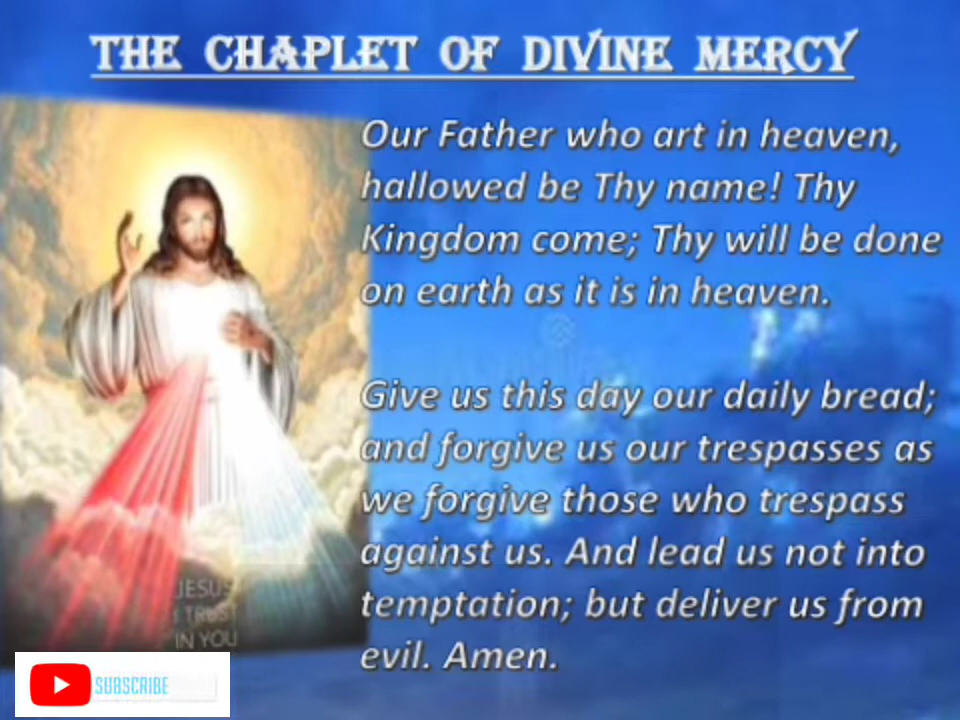 THE CHAPLET OF DIVINE MERCY
Our Father who art in heaven,
hallowed be Thy name! Thy
Kingdom come; Thy will be done
on earth as it is in heaven.
Give us this day our daily bread;
and forgive us our trespasses as
we forgive those who trespass
against us. And lead us not into
temptation; but deliver us from
evil. Amen.
JESUS
I TRUST
IN YOU
SUBSCRIBE